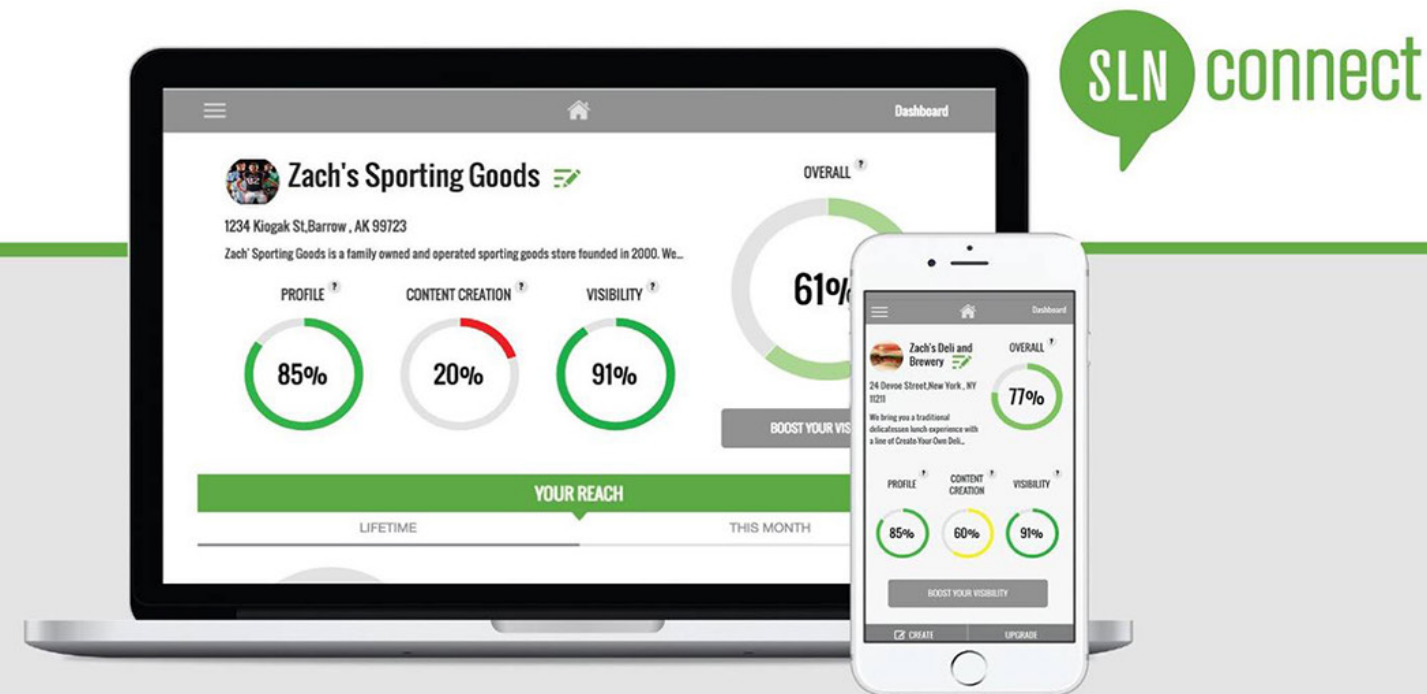 SLN connect
Dashboard
Zach's Sporting Goods
OVERALL ?
1234 Kiogak St,Barrow , AK 99723
Zach' Sporting Goods is a family owned and operated sporting goods store founded in 2000. We...
PROFILE ?
CONTENT CREATION ?
VISIBILITY ?
61%
85%
20%
91%
BOOST YOUR VIS
YOUR REACH
LIFETIME
THIS MONTH
Dashboard
Zach's Deli and
Brewery
OVERALL ?
24 Devoe Street,New York , NY
11211
77%
We bring you a traditional
delicatessen lunch experience with
a line of Create Your Own Deli...
PROFILE ?
CONTENT ?
CREATION
VISIBILITY ?
85%
60%
91%
BOOST YOUR VISIBILITY
CREATE
UPGRADE